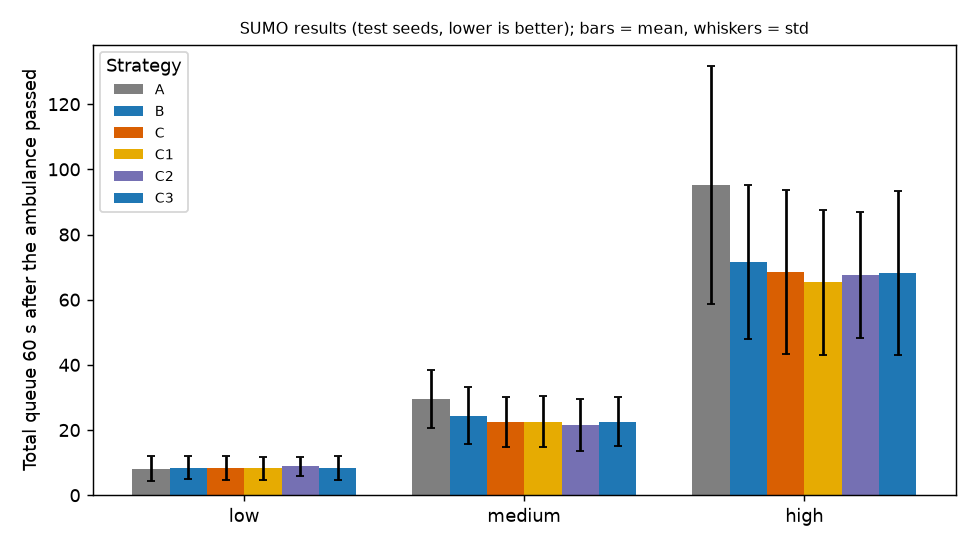 SUMO results (test seeds, lower is better); bars = mean, whiskers = std
Total queue 60 s after the ambulance passed
120
100
80
60
40
20
0
Strategy
A
B
C
C1
C2
C3
low
medium
high